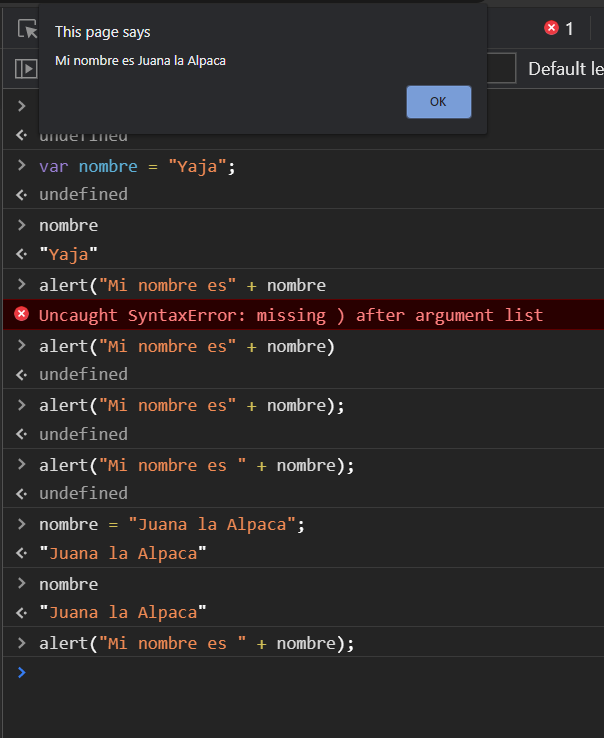 This page says
Mi nombre es Juana la Alpaca
OK
1
Default le
undefined
var nombre = "Yaja";
undefined
nombre
"Yaja"
alert("Mi nombre es" + nombre
Uncaught SyntaxError: missing ) after argument list
alert("Mi nombre es" + nombre)
undefined
alert("Mi nombre es" + nombre);
undefined
alert("Mi nombre es " + nombre);
undefined
nombre = "Juana la Alpaca";
"Juana la Alpaca"
nombre
"Juana la Alpaca"
alert("Mi nombre es " + nombre);